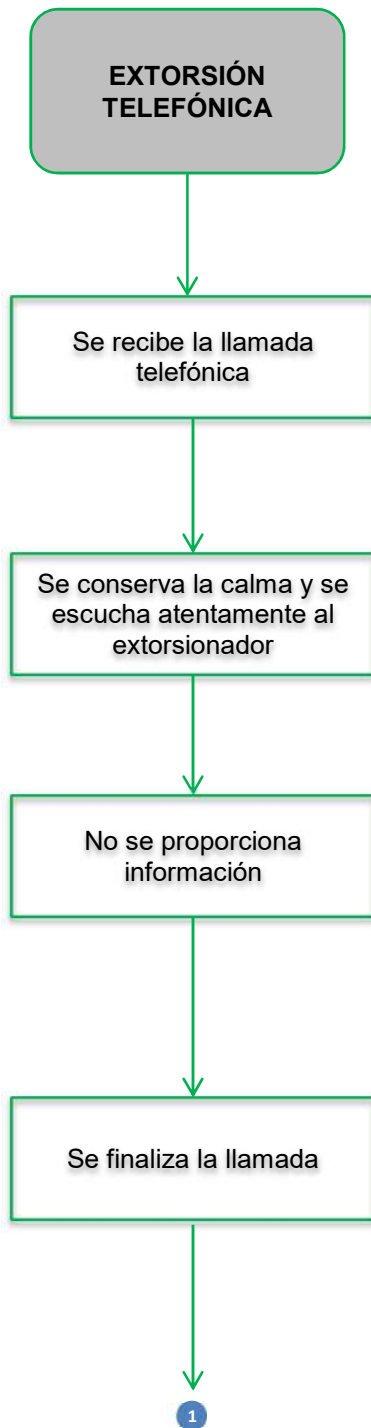 EXTORSIÓN
TELEFÓNICA
Se recibe la llamada
telefónica
Se conserva la calma y se
escucha atentamente al
extorsionador
No se proporciona
información
Se finaliza la llamada
1